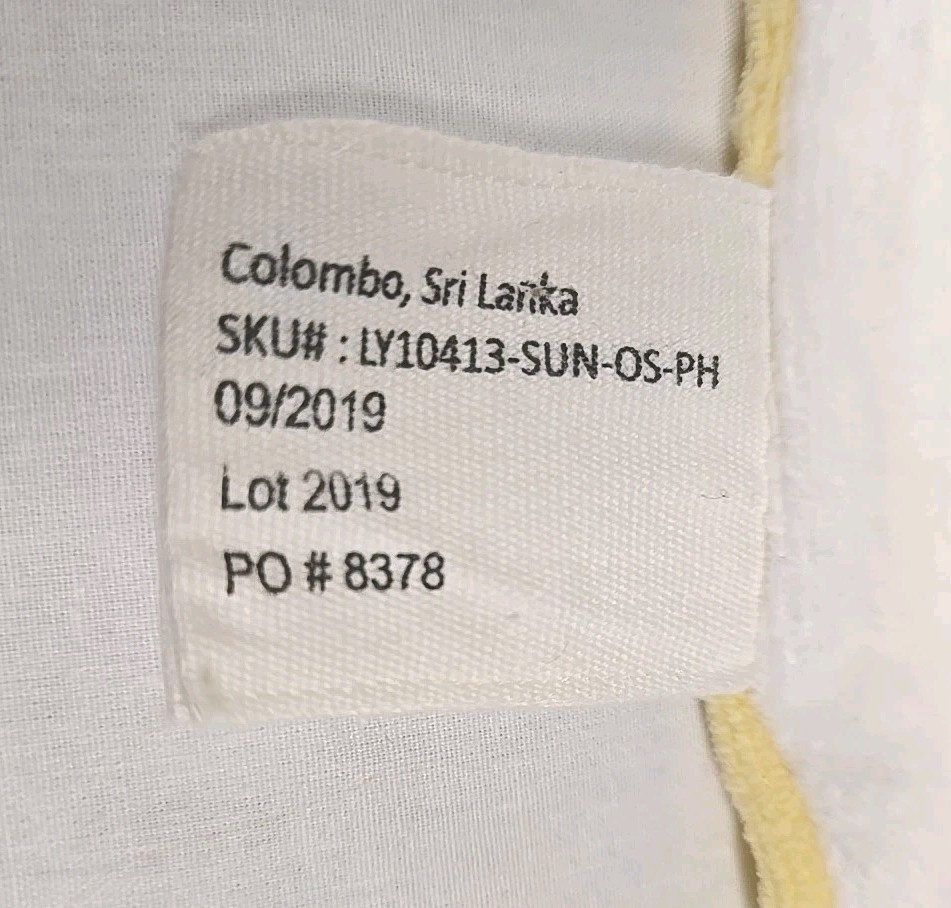 Colombo, Sri Lanka
SKU# : LY10413-SUN-OS-PH
09/2019
Lot 2019
PO # 8378